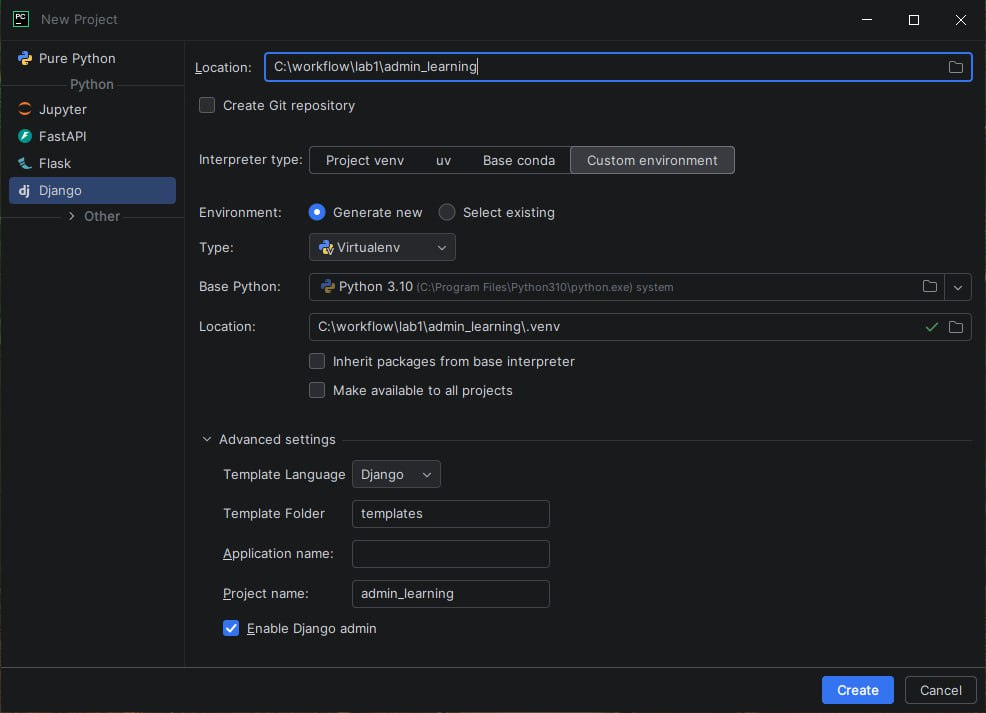 PC
New Project
Pure Python
Python
Jupyter
FastAPI
Flask
dj Django
Other
Location: C:\workflow\lab1\admin_learning
Create Git repository
Interpreter type: Project venv uv Base conda Custom environment
Environment: Generate new Select existing
Type: Virtualenv
Base Python: Python 3.10 (C:\Program Files\Python310\python.exe) system
Location: C:\workflow\lab1\admin_learning\.venv
Inherit packages from base interpreter
Make available to all projects
Advanced settings
Template Language Django
Template Folder templates
Application name:
Project name: admin_learning
Enable Django admin
Create Cancel